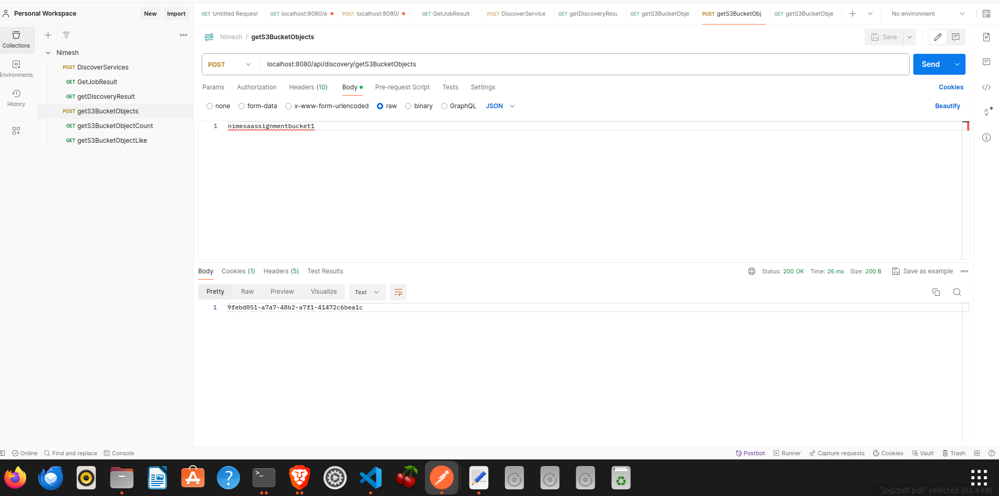 Personal Workspace
New
Import
GET Untitled Request
GET localhost:8080/e
POST localhost:8080/
GET GetJobResult
POST DiscoverService
GET getDiscoveryResu
GET getS3BucketObje
POST getS3BucketObj
GET getS3BucketObje
No environment
Collections
Environments
History
Nimesh
POST DiscoverServices
GET GetJobResult
GET getDiscoveryResult
POST getS3BucketObjects
GET getS3BucketObjectCount
GET getS3BucketObjectLike
HTTP
Nimesh / getS3BucketObjects
Save
POST
localhost:8080/api/discovery/getS3BucketObjects
Send
Params
Authorization
Headers (10)
Body
Pre-request Script
Tests
Settings
Cookies
none
form-data
x-www-form-urlencoded
raw
binary
GraphQL
JSON
Beautify
1 nimesaassignmentbucket1
Body
Cookies (1)
Headers (5)
Test Results
Status: 200 OK
Time: 26 ms
Size: 200 B
Save as example
Pretty
Raw
Preview
Visualize
Text
1 9febd051-a7a7-48b2-a7f1-41472c6bea1c
Online
Find and replace
Console
Postbot
Runner
Capture requests
Cookies
Vault
Trash
"jpg2pdf.pdf" selected (52.6 kB)